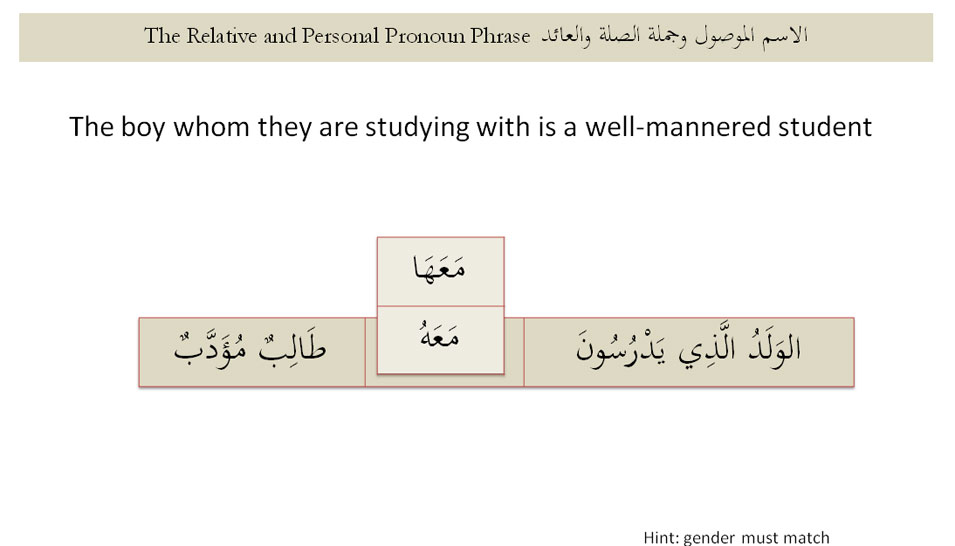 The Relative and Personal Pronoun Phrase الاسم الموصول وجملة الصلة والعائد
The boy whom they are studying with is a well-mannered student
مَعَهَا
الوَلَدُ الَّذِي يَدْرُسُونَ مَعَهُ طَالِبٌ مُؤَدَّبٌ
Hint: gender must match